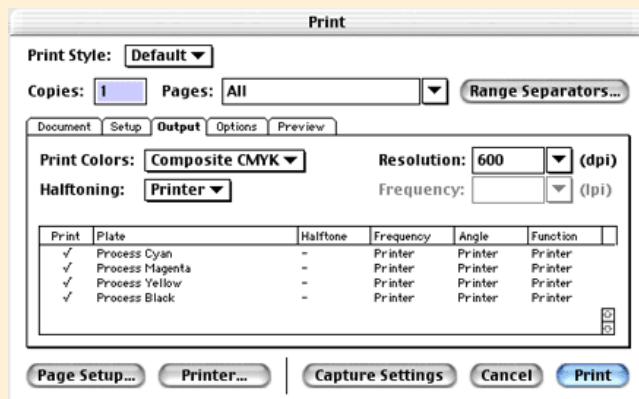 Print
Print Style: Default
Copies: 1 Pages: All Range Separators...
Document Setup Output Options Preview
Print Colors: Composite CMYK Resolution: 600 (dpi)
Halftoning: Printer Frequency: (lpi)
Print Plate Halftone Frequency Angle Function
✓ Process Cyan - Printer Printer Printer
✓ Process Magenta - Printer Printer Printer
✓ Process Yellow - Printer Printer Printer
✓ Process Black - Printer Printer Printer
Page Setup... Printer... Capture Settings Cancel Print